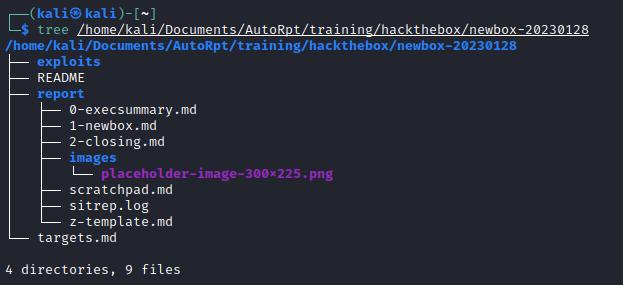 ┌──(kali㉿kali)-[~]
└─$ tree /home/kali/Documents/AutoRpt/training/hackthebox/newbox-20230128
/home/kali/Documents/AutoRpt/training/hackthebox/newbox-20230128
├── exploits
├── README
├── report
│   ├── 0-execsummary.md
│   ├── 1-newbox.md
│   ├── 2-closing.md
│   ├── images
│   │   └── placeholder-image-300×225.png
│   ├── scratchpad.md
│   ├── sitrep.log
│   └── z-template.md
└── targets.md
4 directories, 9 files